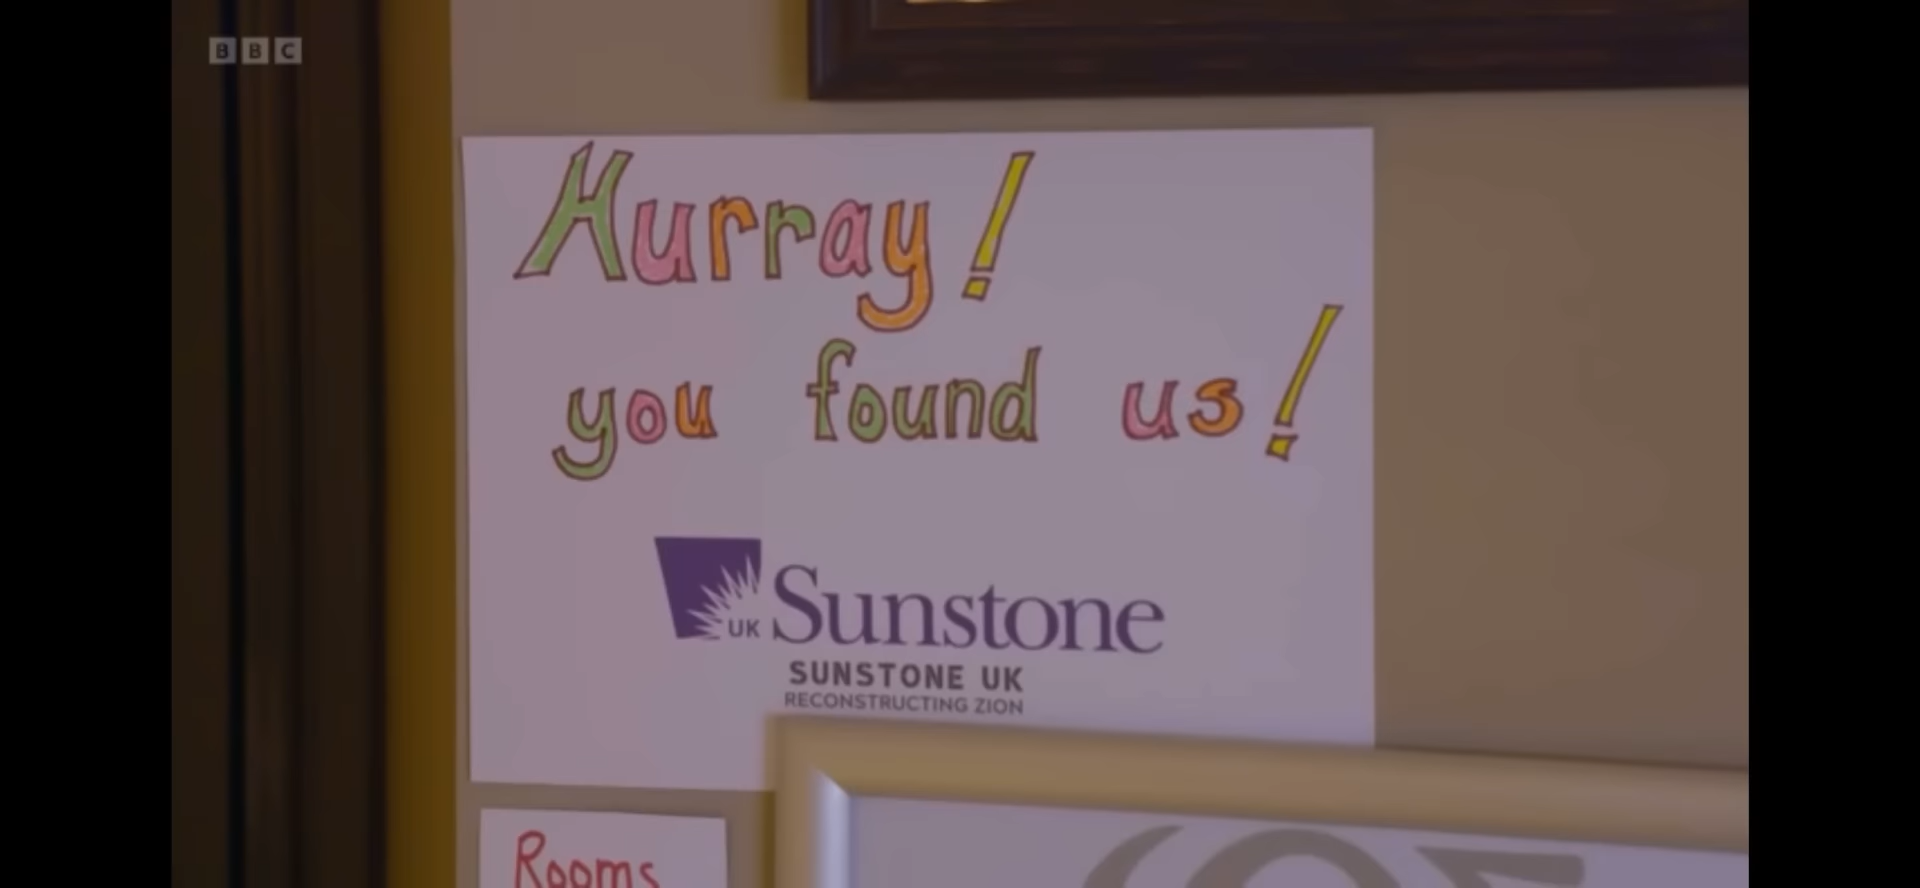 BBC
Hurray!
you found us!
UK Sunstone
SUNSTONE UK
RECONSTRUCTING ZION
Rooms